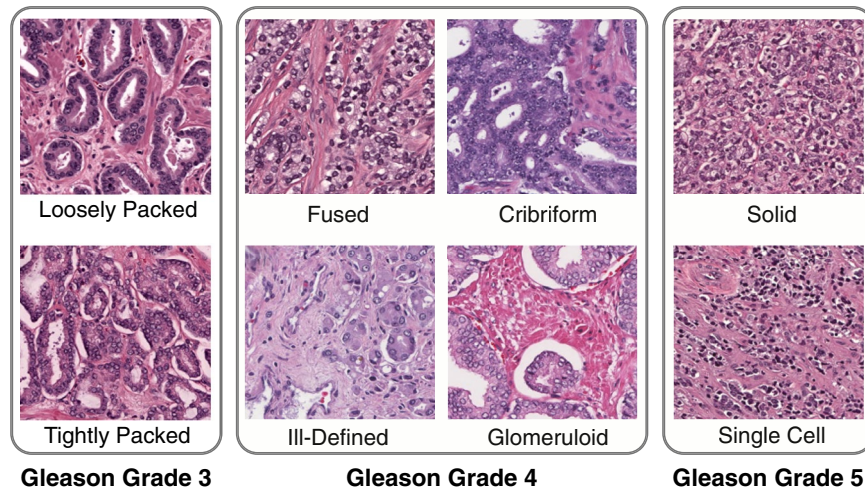 Loosely Packed
Fused
Cribriform
Solid
Tightly Packed
Ill-Defined
Glomeruloid
Single Cell
Gleason Grade 3
Gleason Grade 4
Gleason Grade 5